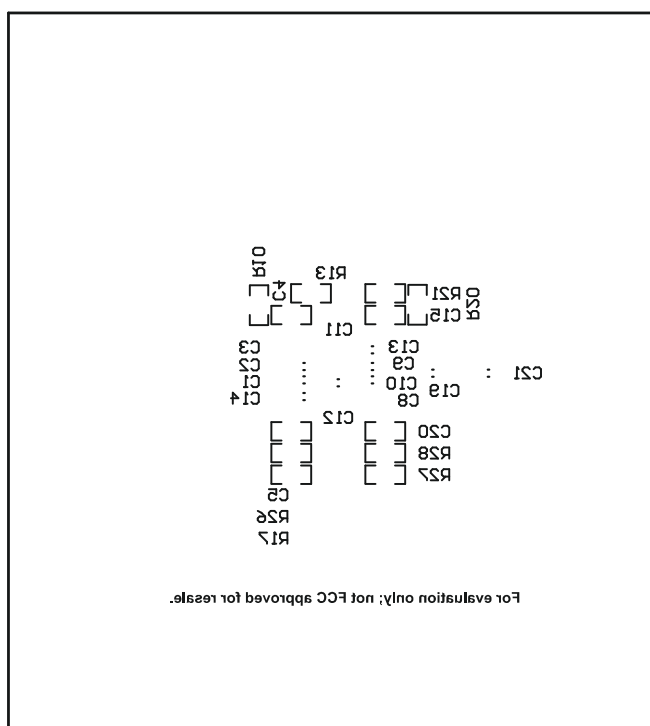 R10
R13
C4
R21
R20
C15
C11
C3
C13
C2
C9
C1
C10
C21
C19
C14
C8
C12
C20
R28
R27
C5
R26
R17
For evaluation only; not FCC approved for resale.